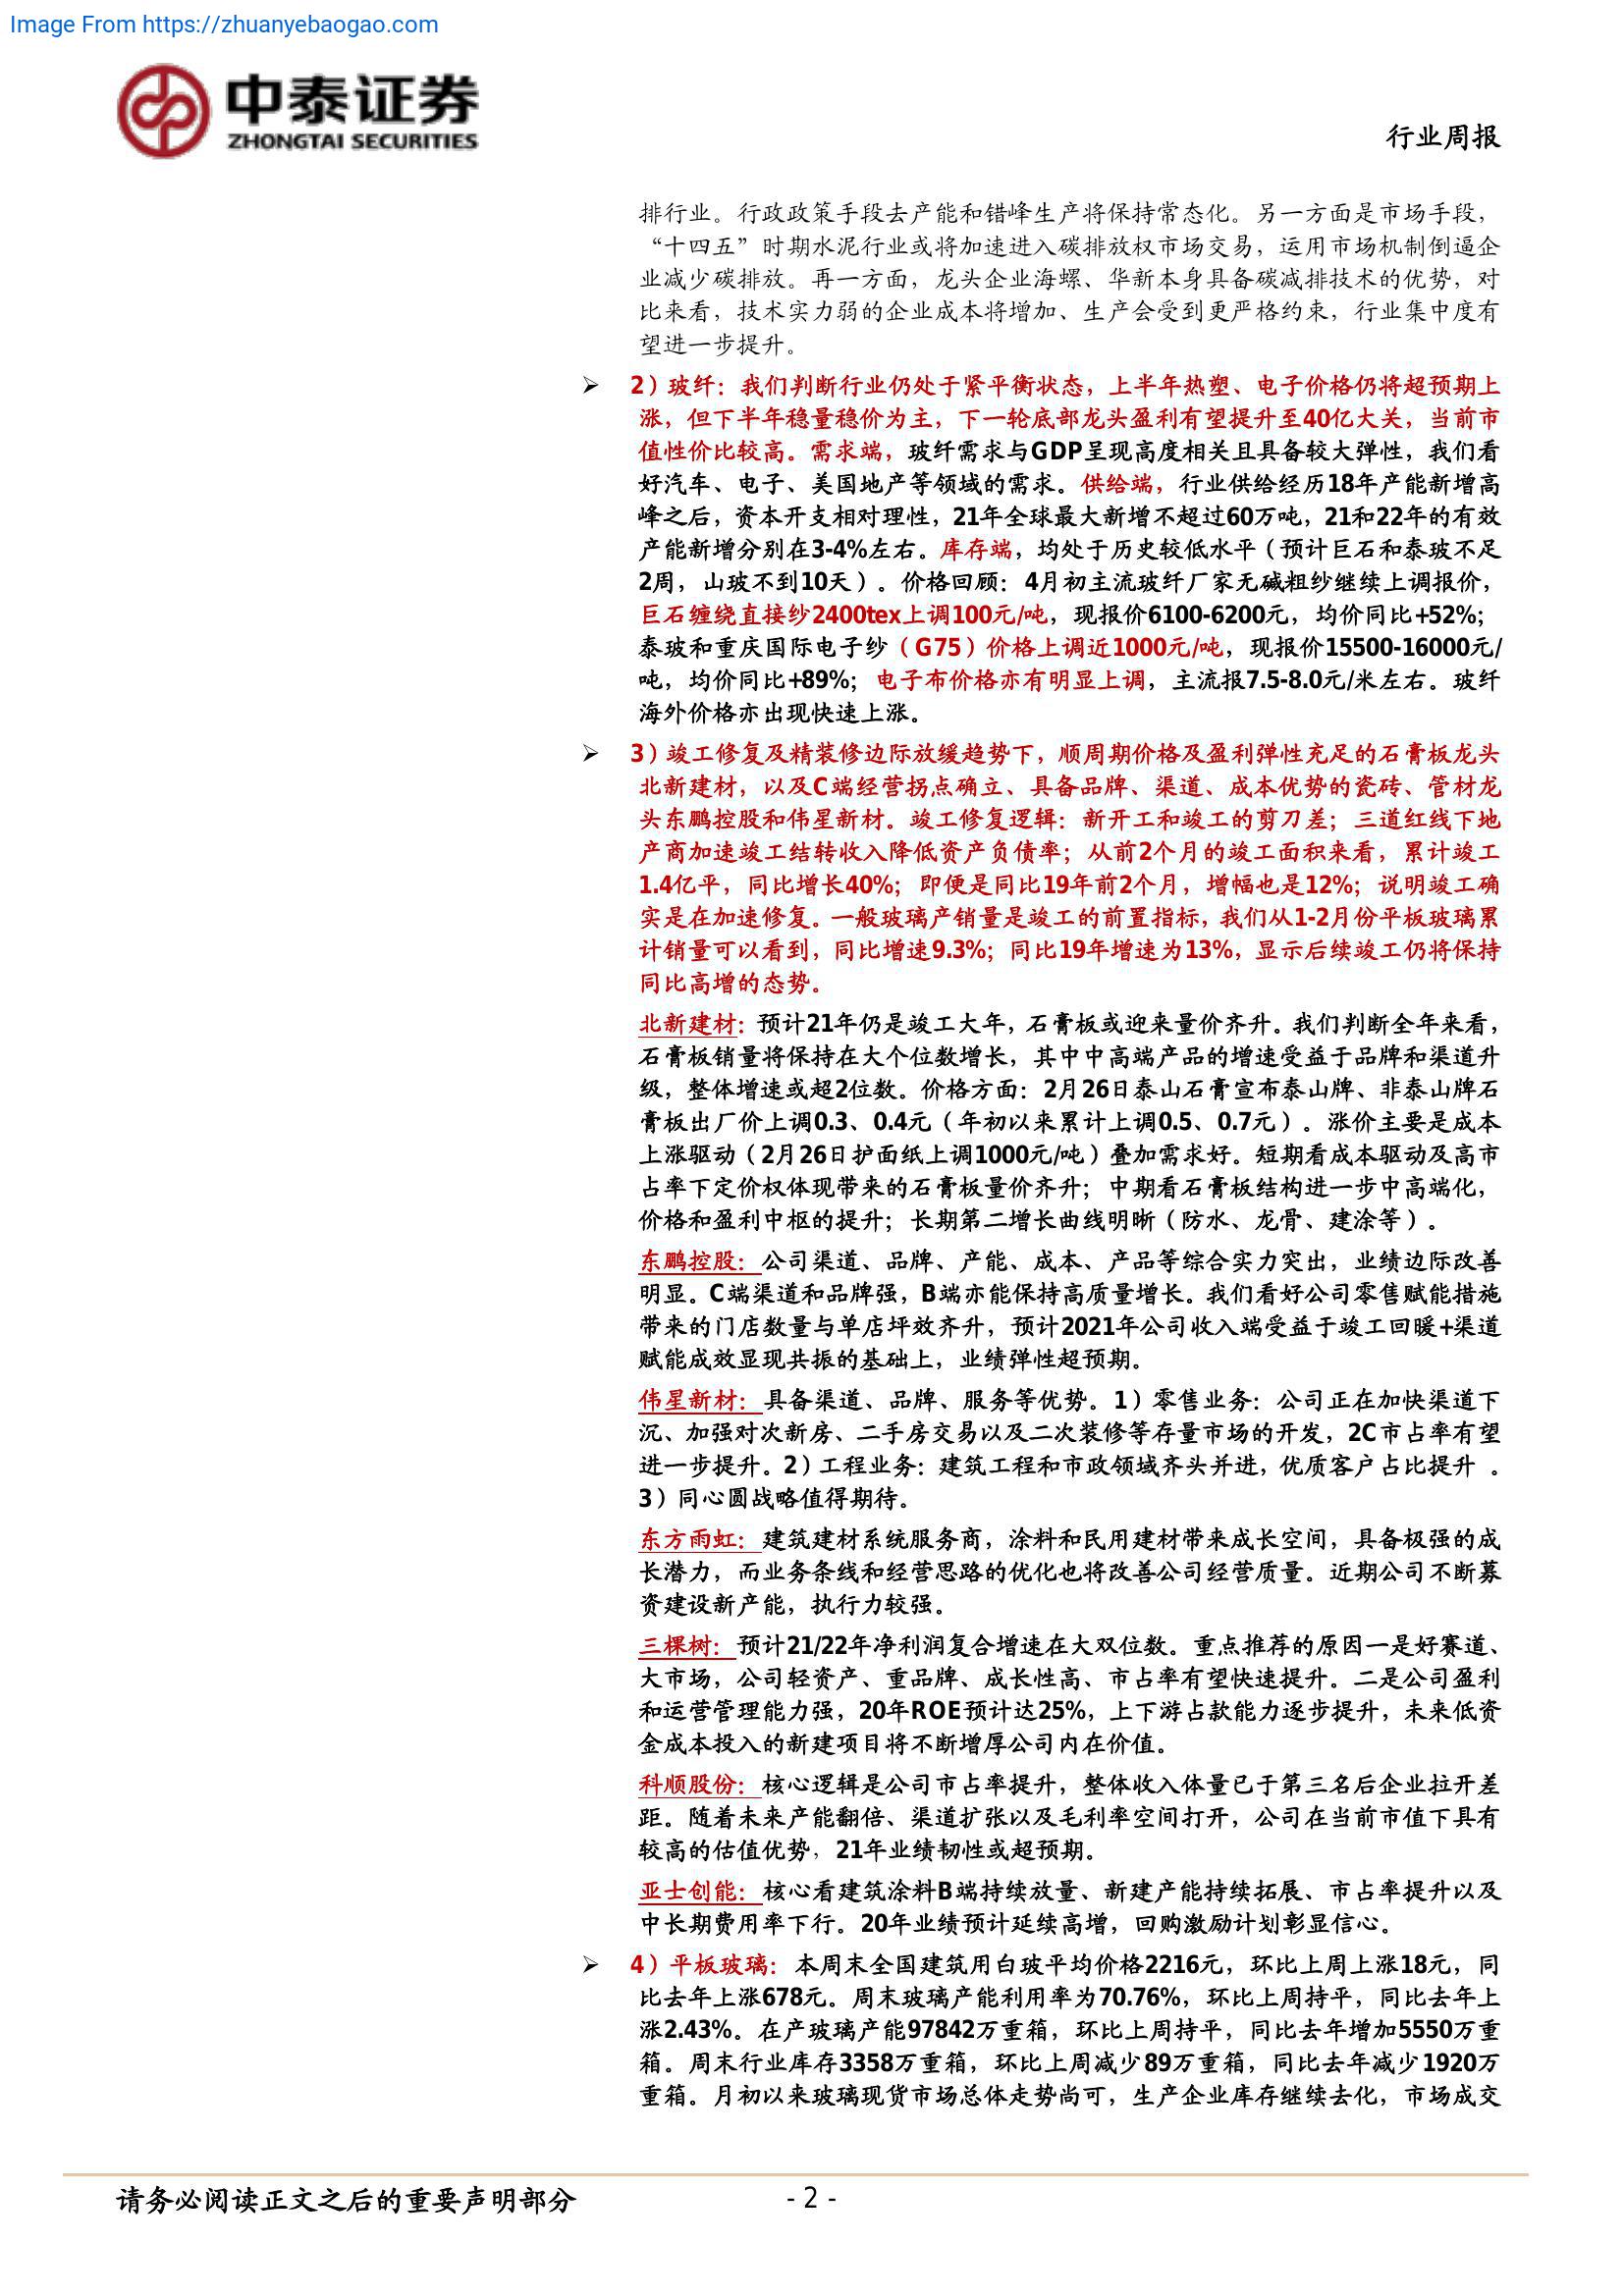 Image From https://zhuanyebaogao.com
中泰证券
ZHONGTAI SECURITIES
行业周报
排行业。行政政策手段去产能和错峰生产将保持常态化。另一方面是市场手段，
“十四五”时期水泥行业或将加速进入碳排放权市场交易，运用市场机制倒逼企
业减少碳排放。再一方面，龙头企业海螺、华新本身具备碳减排技术的优势，对
比来看，技术实力弱的企业成本将增加、生产会受到更严格约束，行业集中度有
望进一步提升。
➢ 2）玻纤：我们判断行业仍处于紧平衡状态，上半年热塑、电子价格仍将超预期上
涨，但下半年稳量稳价为主，下一轮底部龙头盈利有望提升至40亿大关，当前市
值性价比较高。需求端，玻纤需求与GDP呈现高度相关且具备较大弹性，我们看
好汽车、电子、美国地产等领域的需求。供给端，行业供给经历18年产能新增高
峰之后，资本开支相对理性，21年全球最大新增不超过60万吨，21和22年的有效
产能新增分别在3-4%左右。库存端，均处于历史较低水平（预计巨石和泰玻不足
2周，山玻不到10天）。价格回顾：4月初主流玻纤厂家无碱粗纱继续上调报价，
巨石缠绕直接纱2400tex上调100元/吨，现报价6100-6200元，均价同比+52%；
泰玻和重庆国际电子纱（G75）价格上调近1000元/吨，现报价15500-16000元/
吨，均价同比+89%；电子布价格亦有明显上调，主流报7.5-8.0元/米左右。玻纤
海外价格亦出现快速上涨。
➢ 3）竣工修复及精装修边际放缓趋势下，顺周期价格及盈利弹性充足的石膏板龙头
北新建材，以及C端经营拐点确立、具备品牌、渠道、成本优势的瓷砖、管材龙
头东鹏控股和伟星新材。竣工修复逻辑：新开工和竣工的剪刀差；三道红线下地
产商加速竣工结转收入降低资产负债率；从前2个月的竣工面积来看，累计竣工
1.4亿平，同比增长40%；即便是同比19年前2个月，增幅也是12%；说明竣工确
实是在加速修复。一般玻璃产销量是竣工的前置指标，我们从1-2月份平板玻璃累
计销量可以看到，同比增速9.3%；同比19年增速为13%，显示后续竣工仍将保持
同比高增的态势。
北新建材：预计21年仍是竣工大年，石膏板或迎来量价齐升。我们判断全年来看，
石膏板销量将保持在大个位数增长，其中中高端产品的增速受益于品牌和渠道升
级，整体增速或超2位数。价格方面：2月26日泰山石膏宣布泰山牌、非泰山牌石
膏板出厂价上调0.3、0.4元（年初以来累计上调0.5、0.7元）。涨价主要是成本
上涨驱动（2月26日护面纸上调1000元/吨）叠加需求好。短期看成本驱动及高市
占率下定价权体现带来的石膏板量价齐升；中期看石膏板结构进一步中高端化，
价格和盈利中枢的提升；长期第二增长曲线明晰（防水、龙骨、建涂等）。
东鹏控股：公司渠道、品牌、产能、成本、产品等综合实力突出，业绩边际改善
明显。C端渠道和品牌强，B端亦能保持高质量增长。我们看好公司零售赋能措施
带来的门店数量与单店坪效齐升，预计2021年公司收入端受益于竣工回暖+渠道
赋能成效显现共振的基础上，业绩弹性超预期。
伟星新材：具备渠道、品牌、服务等优势。1）零售业务：公司正在加快渠道下
沉、加强对次新房、二手房交易以及二次装修等存量市场的开发，2C市占率有望
进一步提升。2）工程业务：建筑工程和市政领域齐头并进，优质客户占比提升 。
3）同心圆战略值得期待。
东方雨虹：建筑建材系统服务商，涂料和民用建材带来成长空间，具备极强的成
长潜力，而业务条线和经营思路的优化也将改善公司经营质量。近期公司不断募
资建设新产能，执行力较强。
三棵树：预计21/22年净利润复合增速在大双位数。重点推荐的原因一是好赛道、
大市场，公司轻资产、重品牌、成长性高、市占率有望快速提升。二是公司盈利
和运营管理能力强，20年ROE预计达25%，上下游占款能力逐步提升，未来低资
金成本投入的新建项目将不断增厚公司内在价值。
科顺股份：核心逻辑是公司市占率提升，整体收入体量已于第三名后企业拉开差
距。随着未来产能翻倍、渠道扩张以及毛利率空间打开，公司在当前市值下具有
较高的估值优势，21年业绩韧性或超预期。
亚士创能：核心看建筑涂料B端持续放量、新建产能持续拓展、市占率提升以及
中长期费用率下行。20年业绩预计延续高增，回购激励计划彰显信心。
➢ 4）平板玻璃：本周末全国建筑用白玻平均价格2216元，环比上周上涨18元，同
比去年上涨678元。周末玻璃产能利用率为70.76%，环比上周持平，同比去年上
涨2.43%。在产玻璃产能97842万重箱，环比上周持平，同比去年增加5550万重
箱。周末行业库存3358万重箱，环比上周减少89万重箱，同比去年减少1920万
重箱。月初以来玻璃现货市场总体走势尚可，生产企业库存继续去化，市场成交
请务必阅读正文之后的重要声明部分
- 2 -